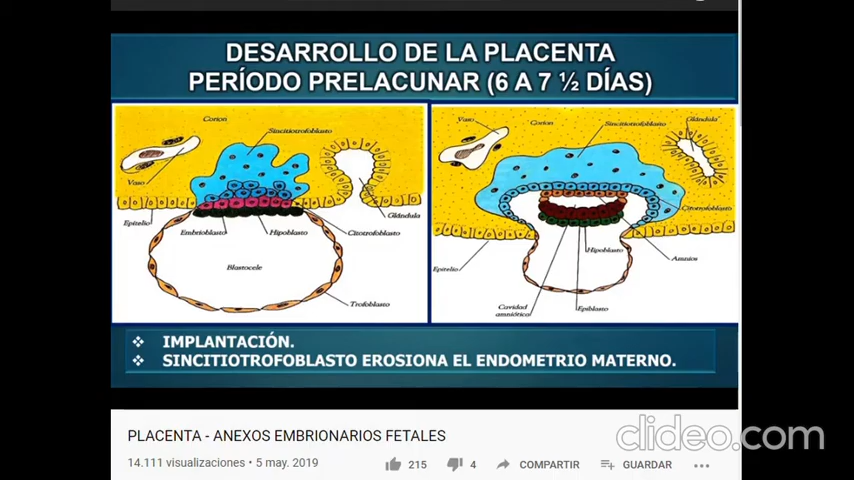 DESARROLLO DE LA PLACENTA
PERÍODO PRELACUNAR (6 A 7 ½ DÍAS)
Corion
Sincitiotrofoblasto
Vaso
Epitelio
Embrioblasto
Hipoblasto
Citotrofoblasto
Glándula
Blastocele
Trofoblasto
Vaso
Corion
Sincitiotrofoblasto
Glándula
Citotrofoblasto
Hipoblasto
Amnios
Epitelio
Cavidad
amniótica
Epiblasto
❖ IMPLANTACIÓN.
❖ SINCITIOTROFOBLASTO EROSIONA EL ENDOMETRIO MATERNO.
PLACENTA - ANEXOS EMBRIONARIOS FETALES
14.111 visualizaciones • 5 may. 2019
215
4
COMPARTIR
GUARDAR
clideo.com